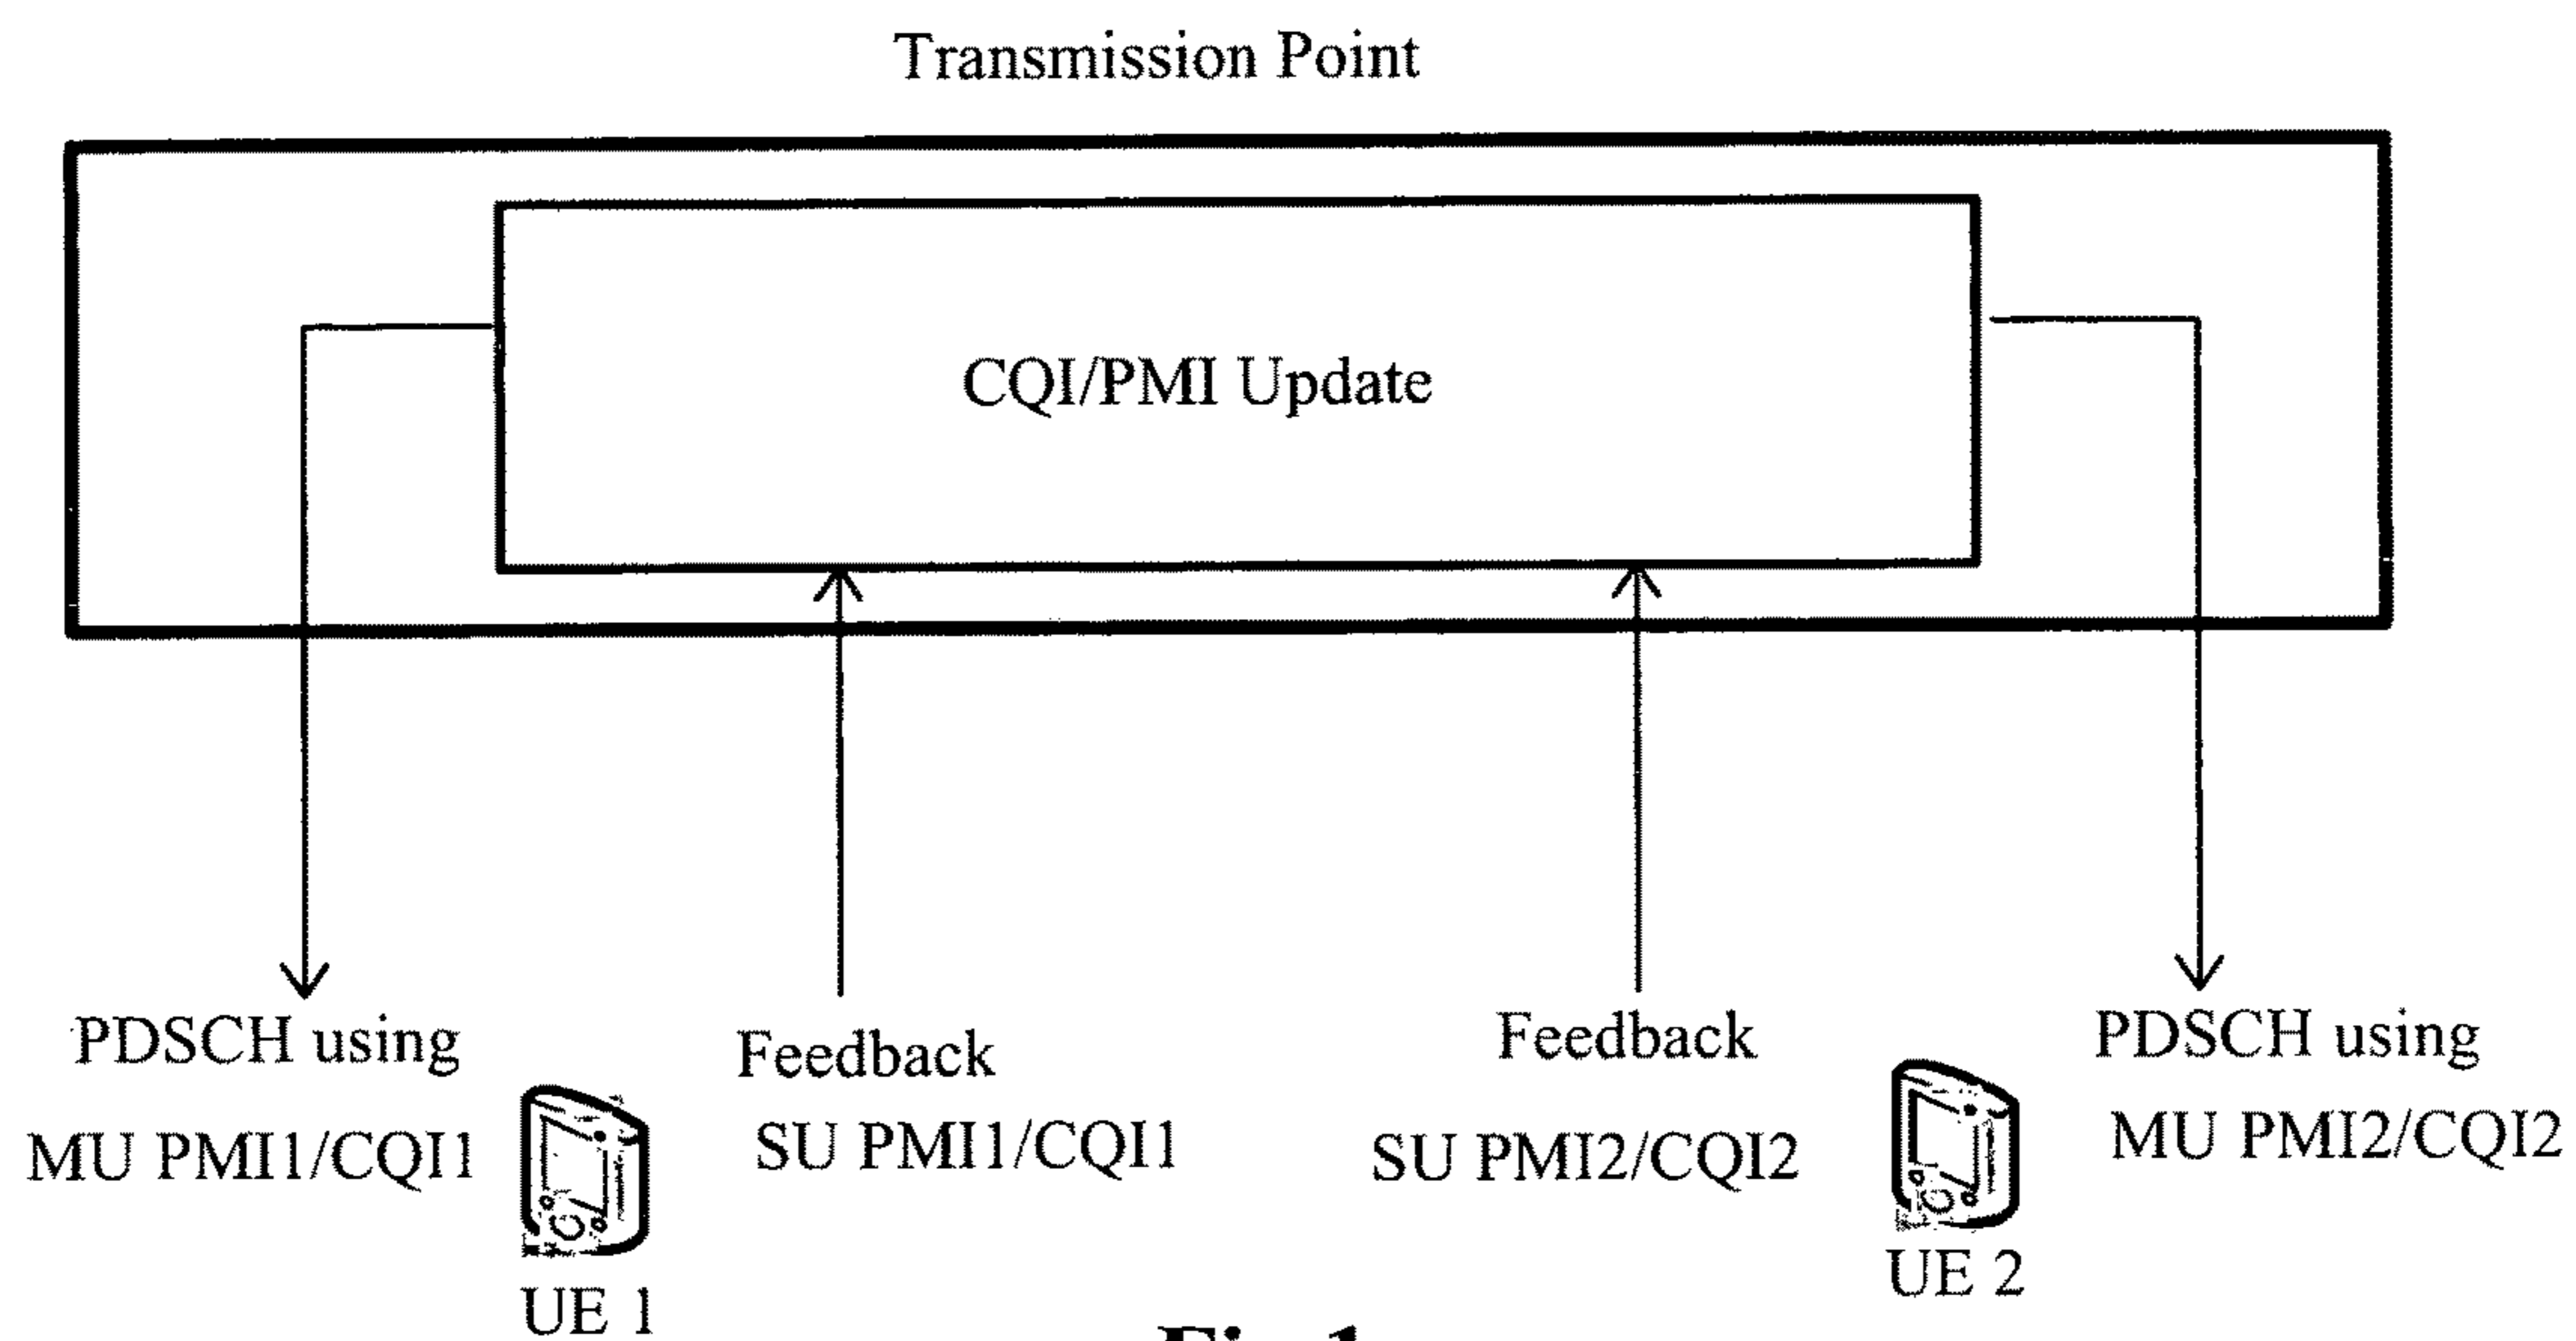 Transmission Point
CQI/PMI Update
PDSCH using
MU PMI1/CQI1
UE 1
Feedback
SU PMI1/CQI1
Feedback
SU PMI2/CQI2
UE 2
PDSCH using
MU PMI2/CQI2